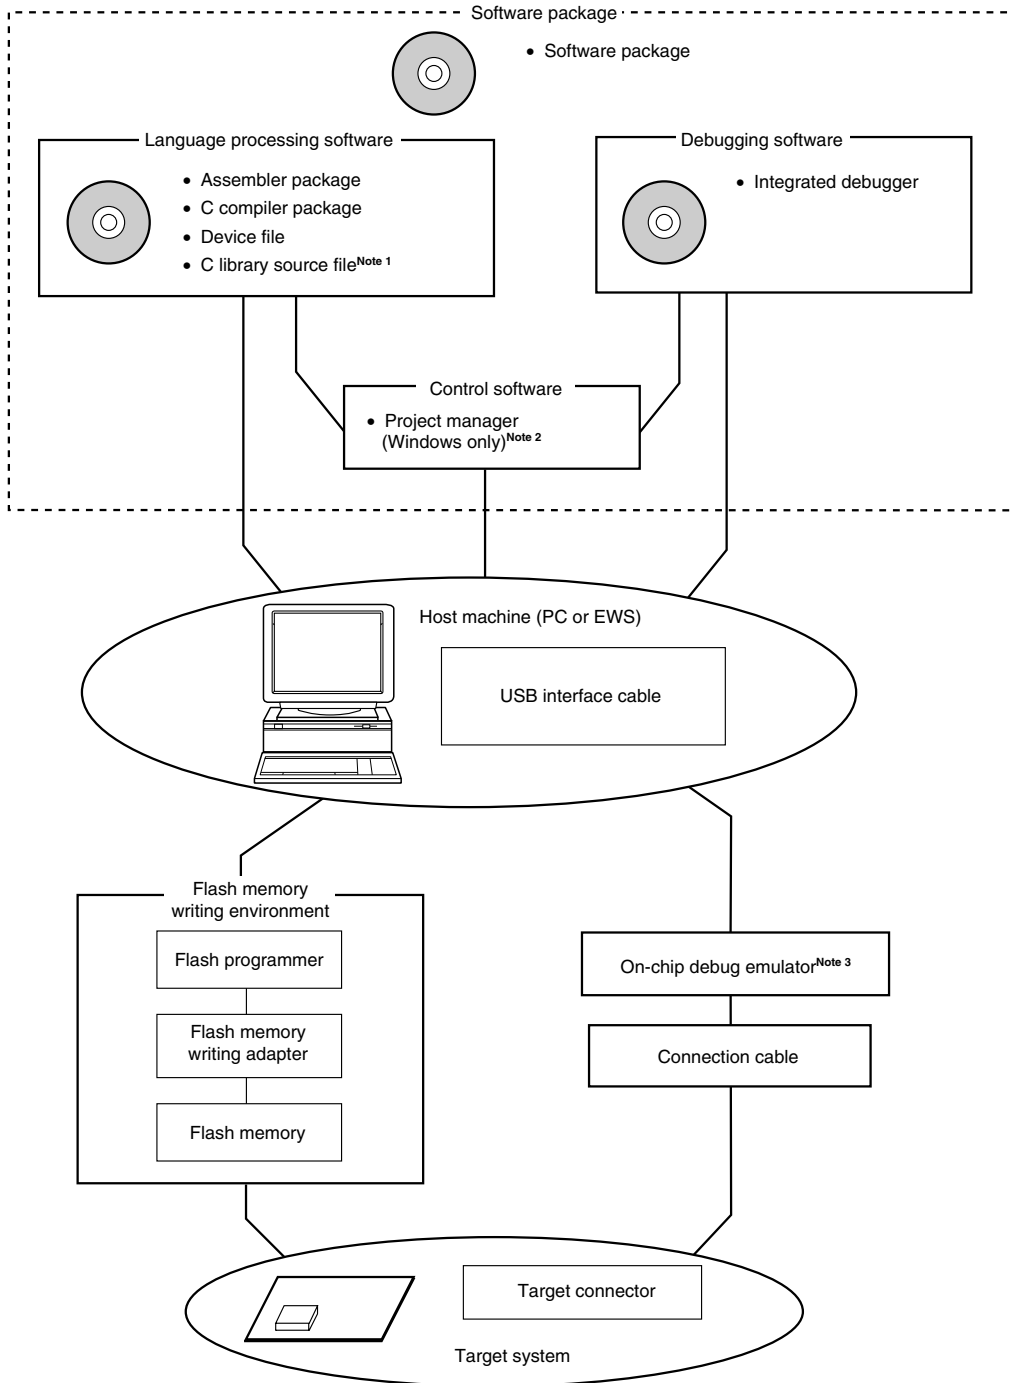 Software package
• Software package
Language processing software
• Assembler package
• C compiler package
• Device file
• C library source fileNote 1
Debugging software
• Integrated debugger
Control software
• Project manager
(Windows only)Note 2
Host machine (PC or EWS)
USB interface cable
Flash memory
writing environment
Flash programmer
Flash memory
writing adapter
Flash memory
On-chip debug emulatorNote 3
Connection cable
Target connector
Target system